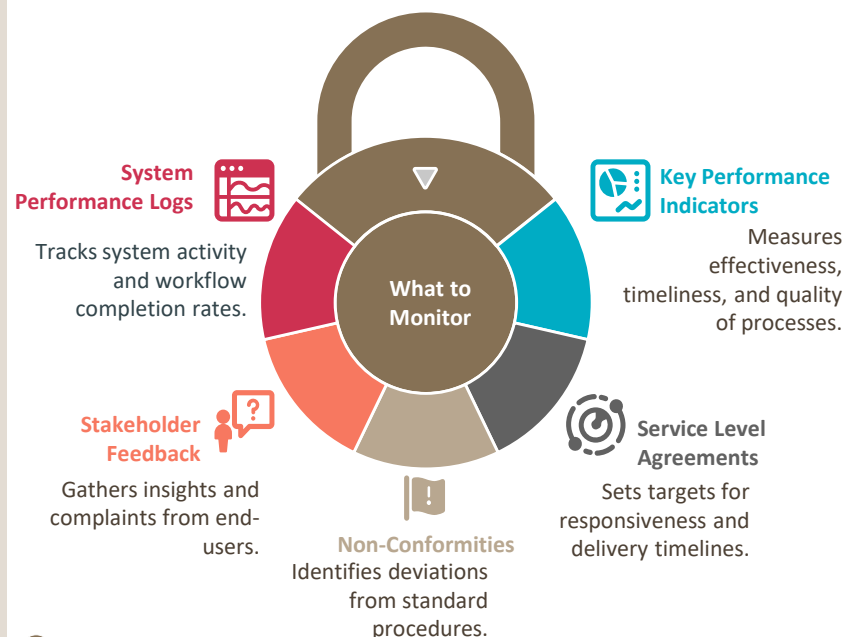 System
Performance Logs
Tracks system activity
and workflow
completion rates.
Key Performance
Indicators
Measures
effectiveness,
timeliness, and quality
of processes.
What to
Monitor
Stakeholder
Feedback
Gathers insights and
complaints from end-
users.
?
!
Non-Conformities
Identifies deviations
from standard
procedures.
Service Level
Agreements
Sets targets for
responsiveness and
delivery timelines.